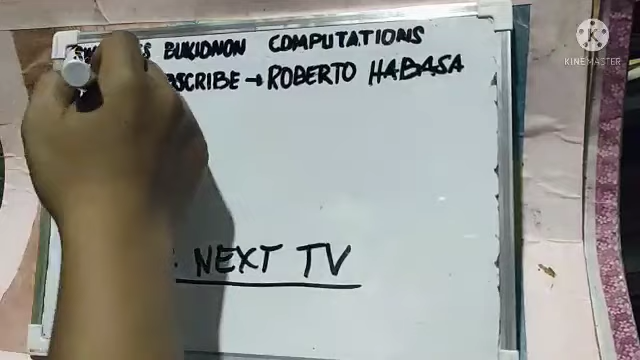 BUKIDNON COMPUTATIONS
→ ROBERTO HABASA
NEXT TV
KINEMASTER